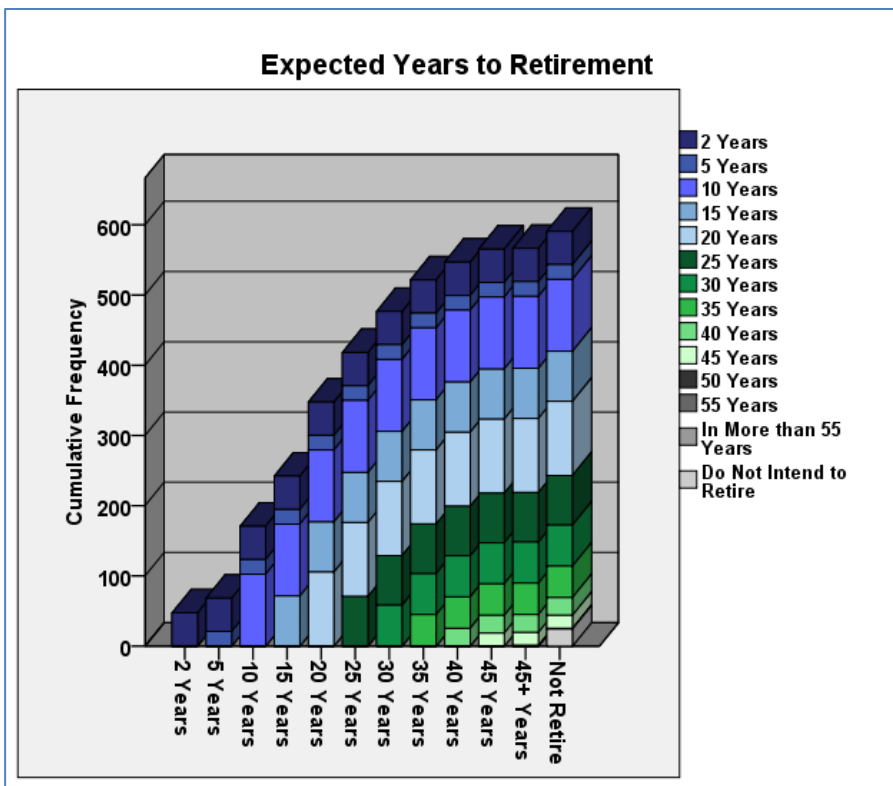 Expected Years to Retirement
Cumulative Frequency
600
500
400
300
200
100
0
2 Years
5 Years
10 Years
15 Years
20 Years
25 Years
30 Years
35 Years
40 Years
45 Years
45+ Years
Not Retire
2 Years
5 Years
10 Years
15 Years
20 Years
25 Years
30 Years
35 Years
40 Years
45 Years
50 Years
55 Years
In More than 55
Years
Do Not Intend to
Retire